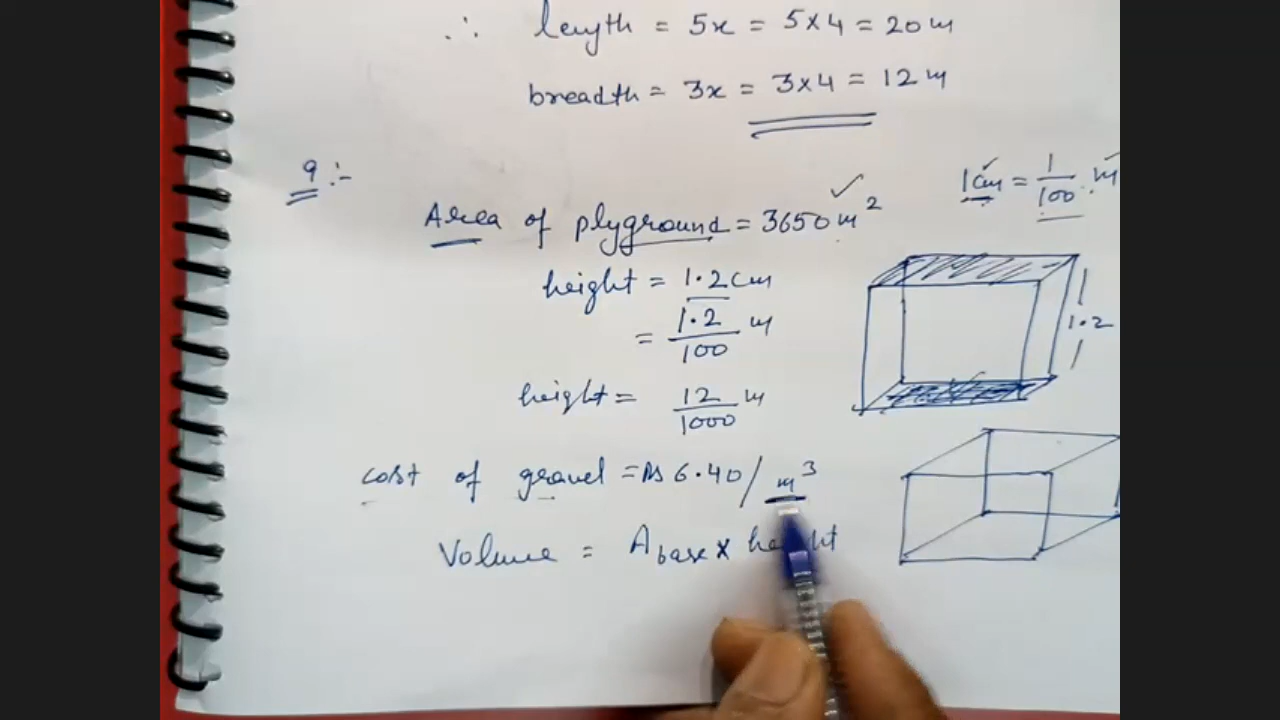 ∴ length = 5x = 5×4 = 20 m
breadth = 3x = 3×4 = 12 m
9 :-
1cm = 1/100 m
Area of plyground = 3650 m²
height = 1.2 cm
= 1.2/100 m
1.2
height = 12/1000 m
cost of gravel = Rs 6.40 / m³
Volume = A base × height